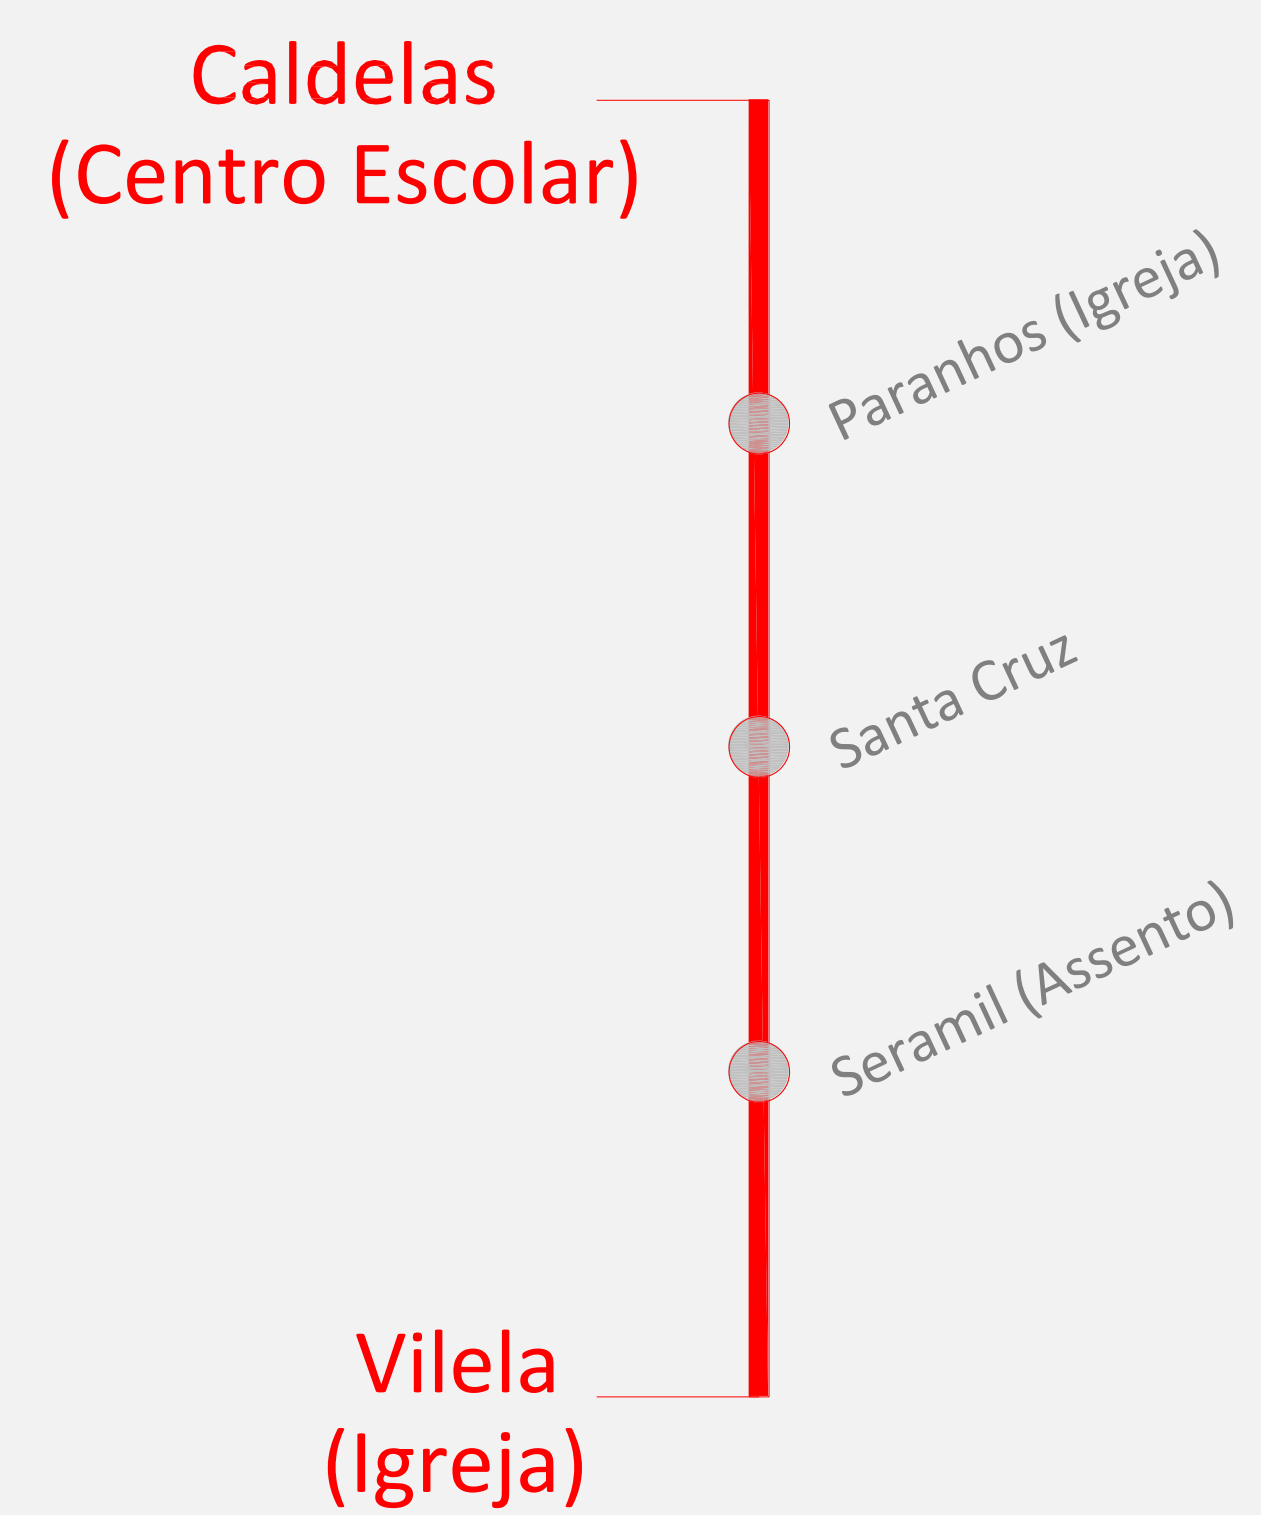 Caldelas
(Centro Escolar)
Paranhos (Igreja)
Santa Cruz
Seramil (Assento)
Vilela
(Igreja)